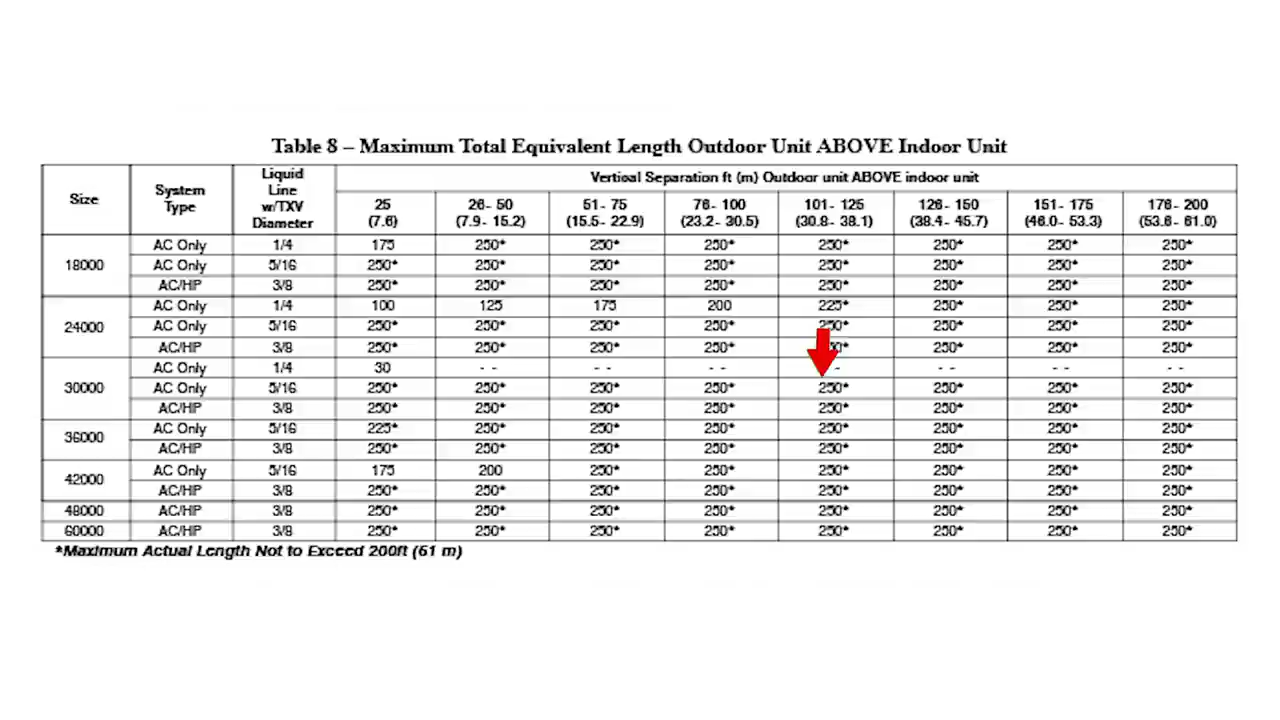 Table 8 – Maximum Total Equivalent Length Outdoor Unit ABOVE Indoor Unit
Size System Type Liquid Line w/TXV Diameter Vertical Separation ft (m) Outdoor unit ABOVE indoor unit
25 (7.6) 26- 50 (7.9- 15.2) 51- 75 (15.5- 22.9) 76- 100 (23.2- 30.5) 101- 125 (30.8- 38.1) 126- 150 (38.4- 45.7) 151- 175 (46.0- 53.3) 176- 200 (53.6- 61.0)
18000 AC Only 1/4 175 250* 250* 250* 250* 250* 250* 250*
AC Only 5/16 250* 250* 250* 250* 250* 250* 250* 250*
AC/HP 3/8 250* 250* 250* 250* 250* 250* 250* 250*
24000 AC Only 1/4 100 125 175 200 225* 250* 250* 250*
AC Only 5/16 250* 250* 250* 250* 250* 250* 250* 250*
AC/HP 3/8 250* 250* 250* 250* 250* 250* 250* 250*
30000 AC Only 1/4 30 - - - - - - - - - - - - - -
AC Only 5/16 250* 250* 250* 250* 250* 250* 250* 250*
AC/HP 3/8 250* 250* 250* 250* 250* 250* 250* 250*
36000 AC Only 5/16 225* 250* 250* 250* 250* 250* 250* 250*
AC/HP 3/8 250* 250* 250* 250* 250* 250* 250* 250*
42000 AC Only 5/16 175 200 250* 250* 250* 250* 250* 250*
AC/HP 3/8 250* 250* 250* 250* 250* 250* 250* 250*
48000 AC/HP 3/8 250* 250* 250* 250* 250* 250* 250* 250*
60000 AC/HP 3/8 250* 250* 250* 250* 250* 250* 250* 250*
*Maximum Actual Length Not to Exceed 200ft (61 m)